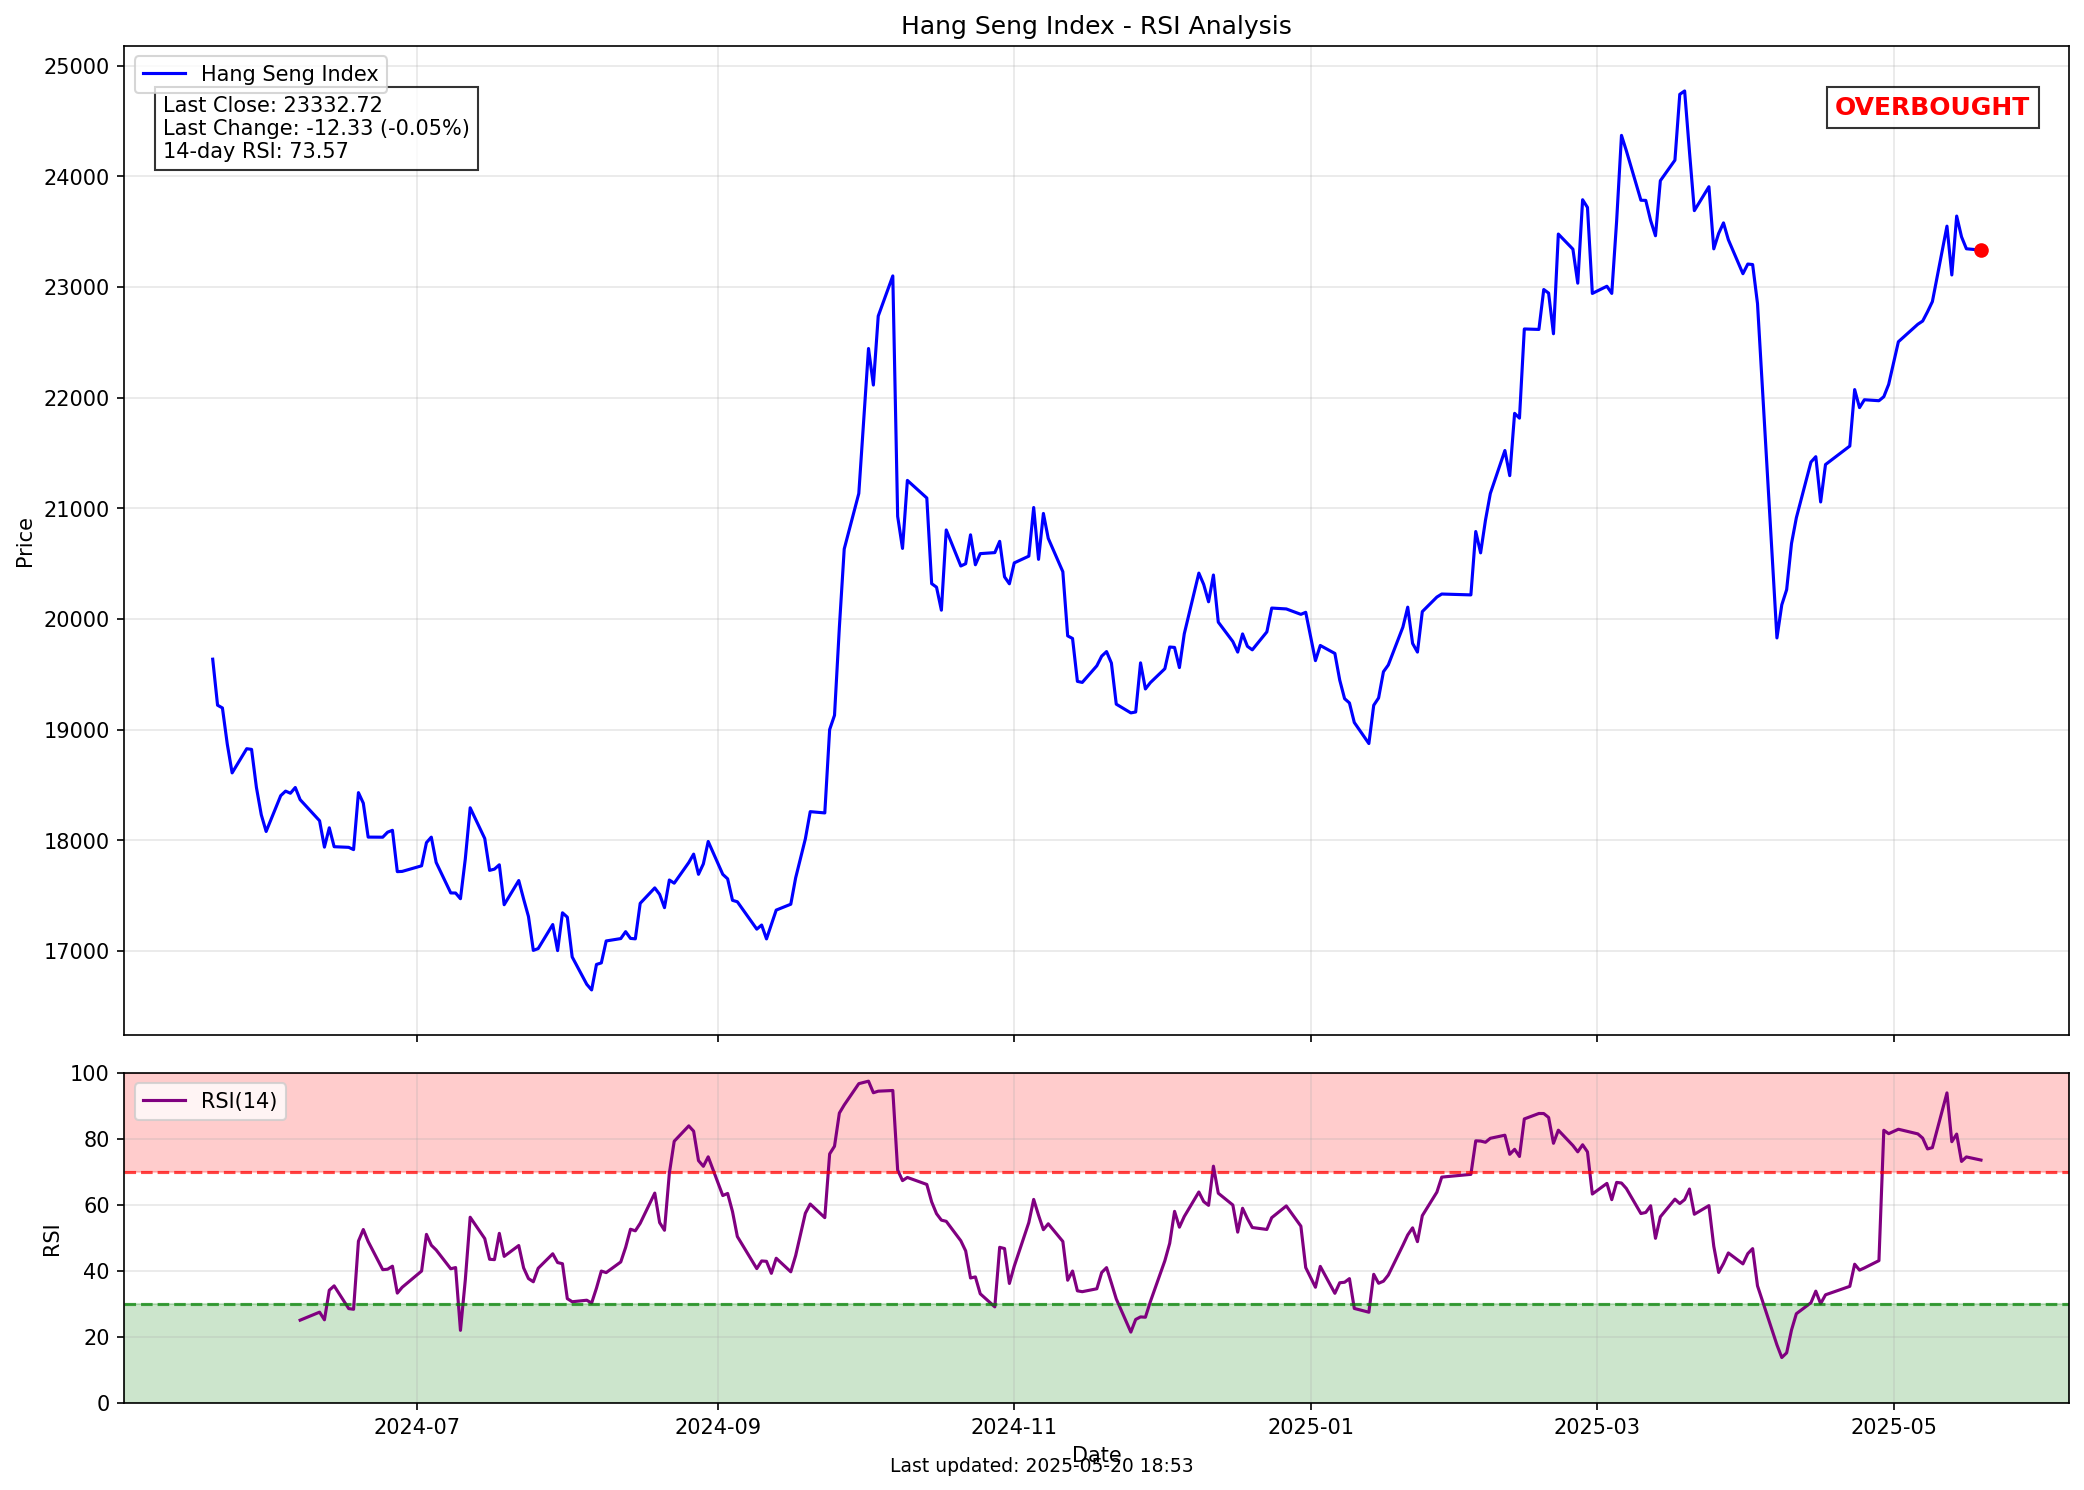 Hang Seng Index - RSI Analysis
Hang Seng Index
Last Close: 23332.72
Last Change: -12.33 (-0.05%)
14-day RSI: 73.57
OVERBOUGHT
Price
25000
24000
23000
22000
21000
20000
19000
18000
17000
RSI(14)
RSI
100
80
60
40
20
0
2024-07
2024-09
2024-11
2025-01
2025-03
2025-05
Date
Last updated: 2025-05-20 18:53